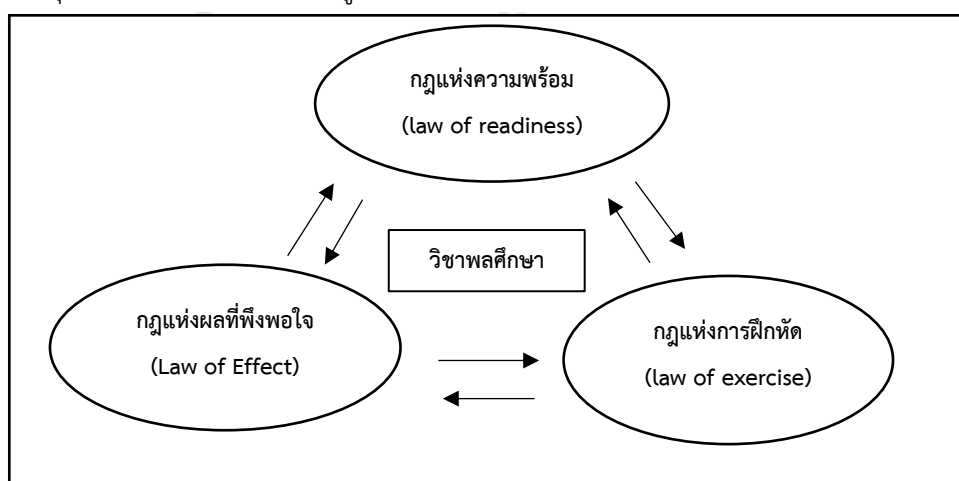 กฎแห่งความพร้อม
(law of readiness)
วิชาพลศึกษา
กฎแห่งผลที่พึงพอใจ
(Law of Effect)
กฎแห่งการฝึกหัด
(law of exercise)